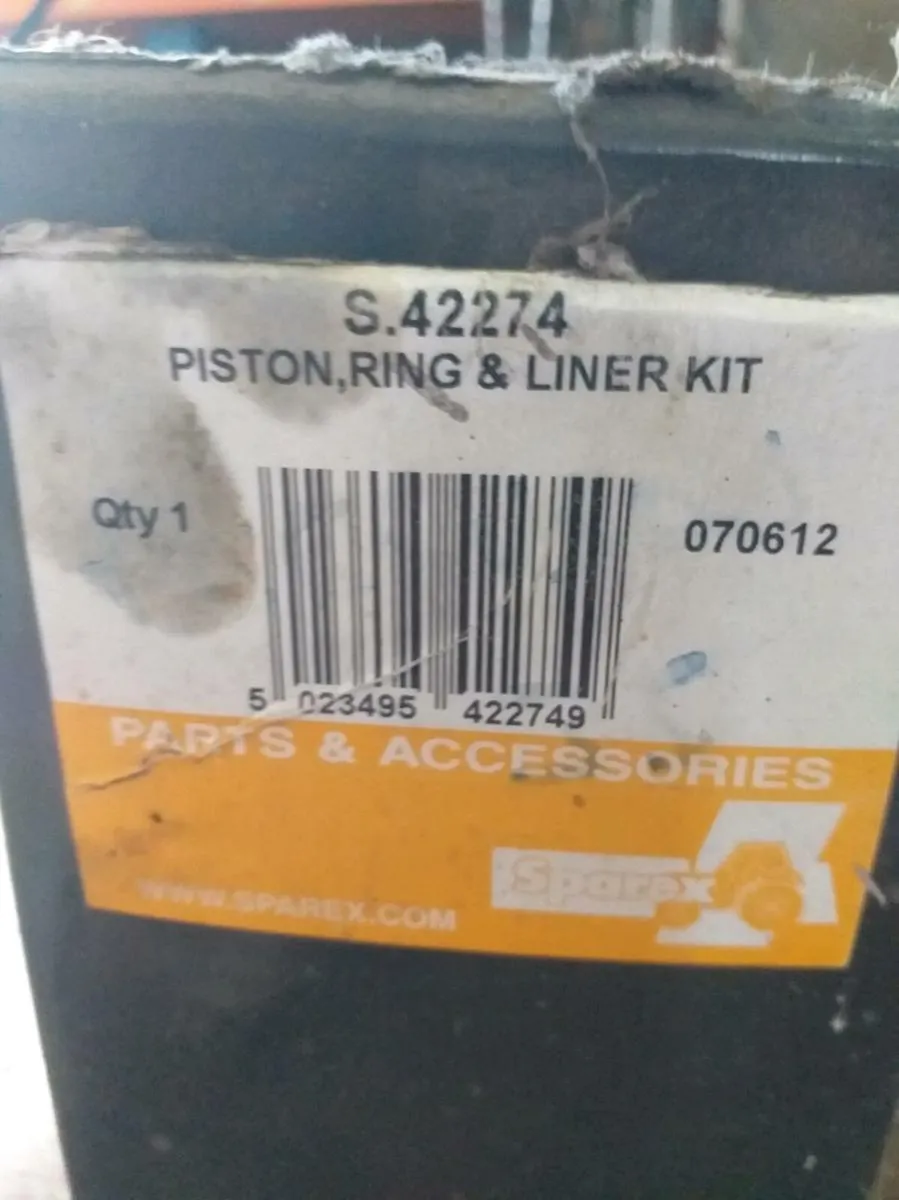 S.42274
PISTON,RING & LINER KIT
Qty 1
070612
5 023495 422749
PARTS & ACCESSORIES
Sparex
WWW.SPAREX.COM